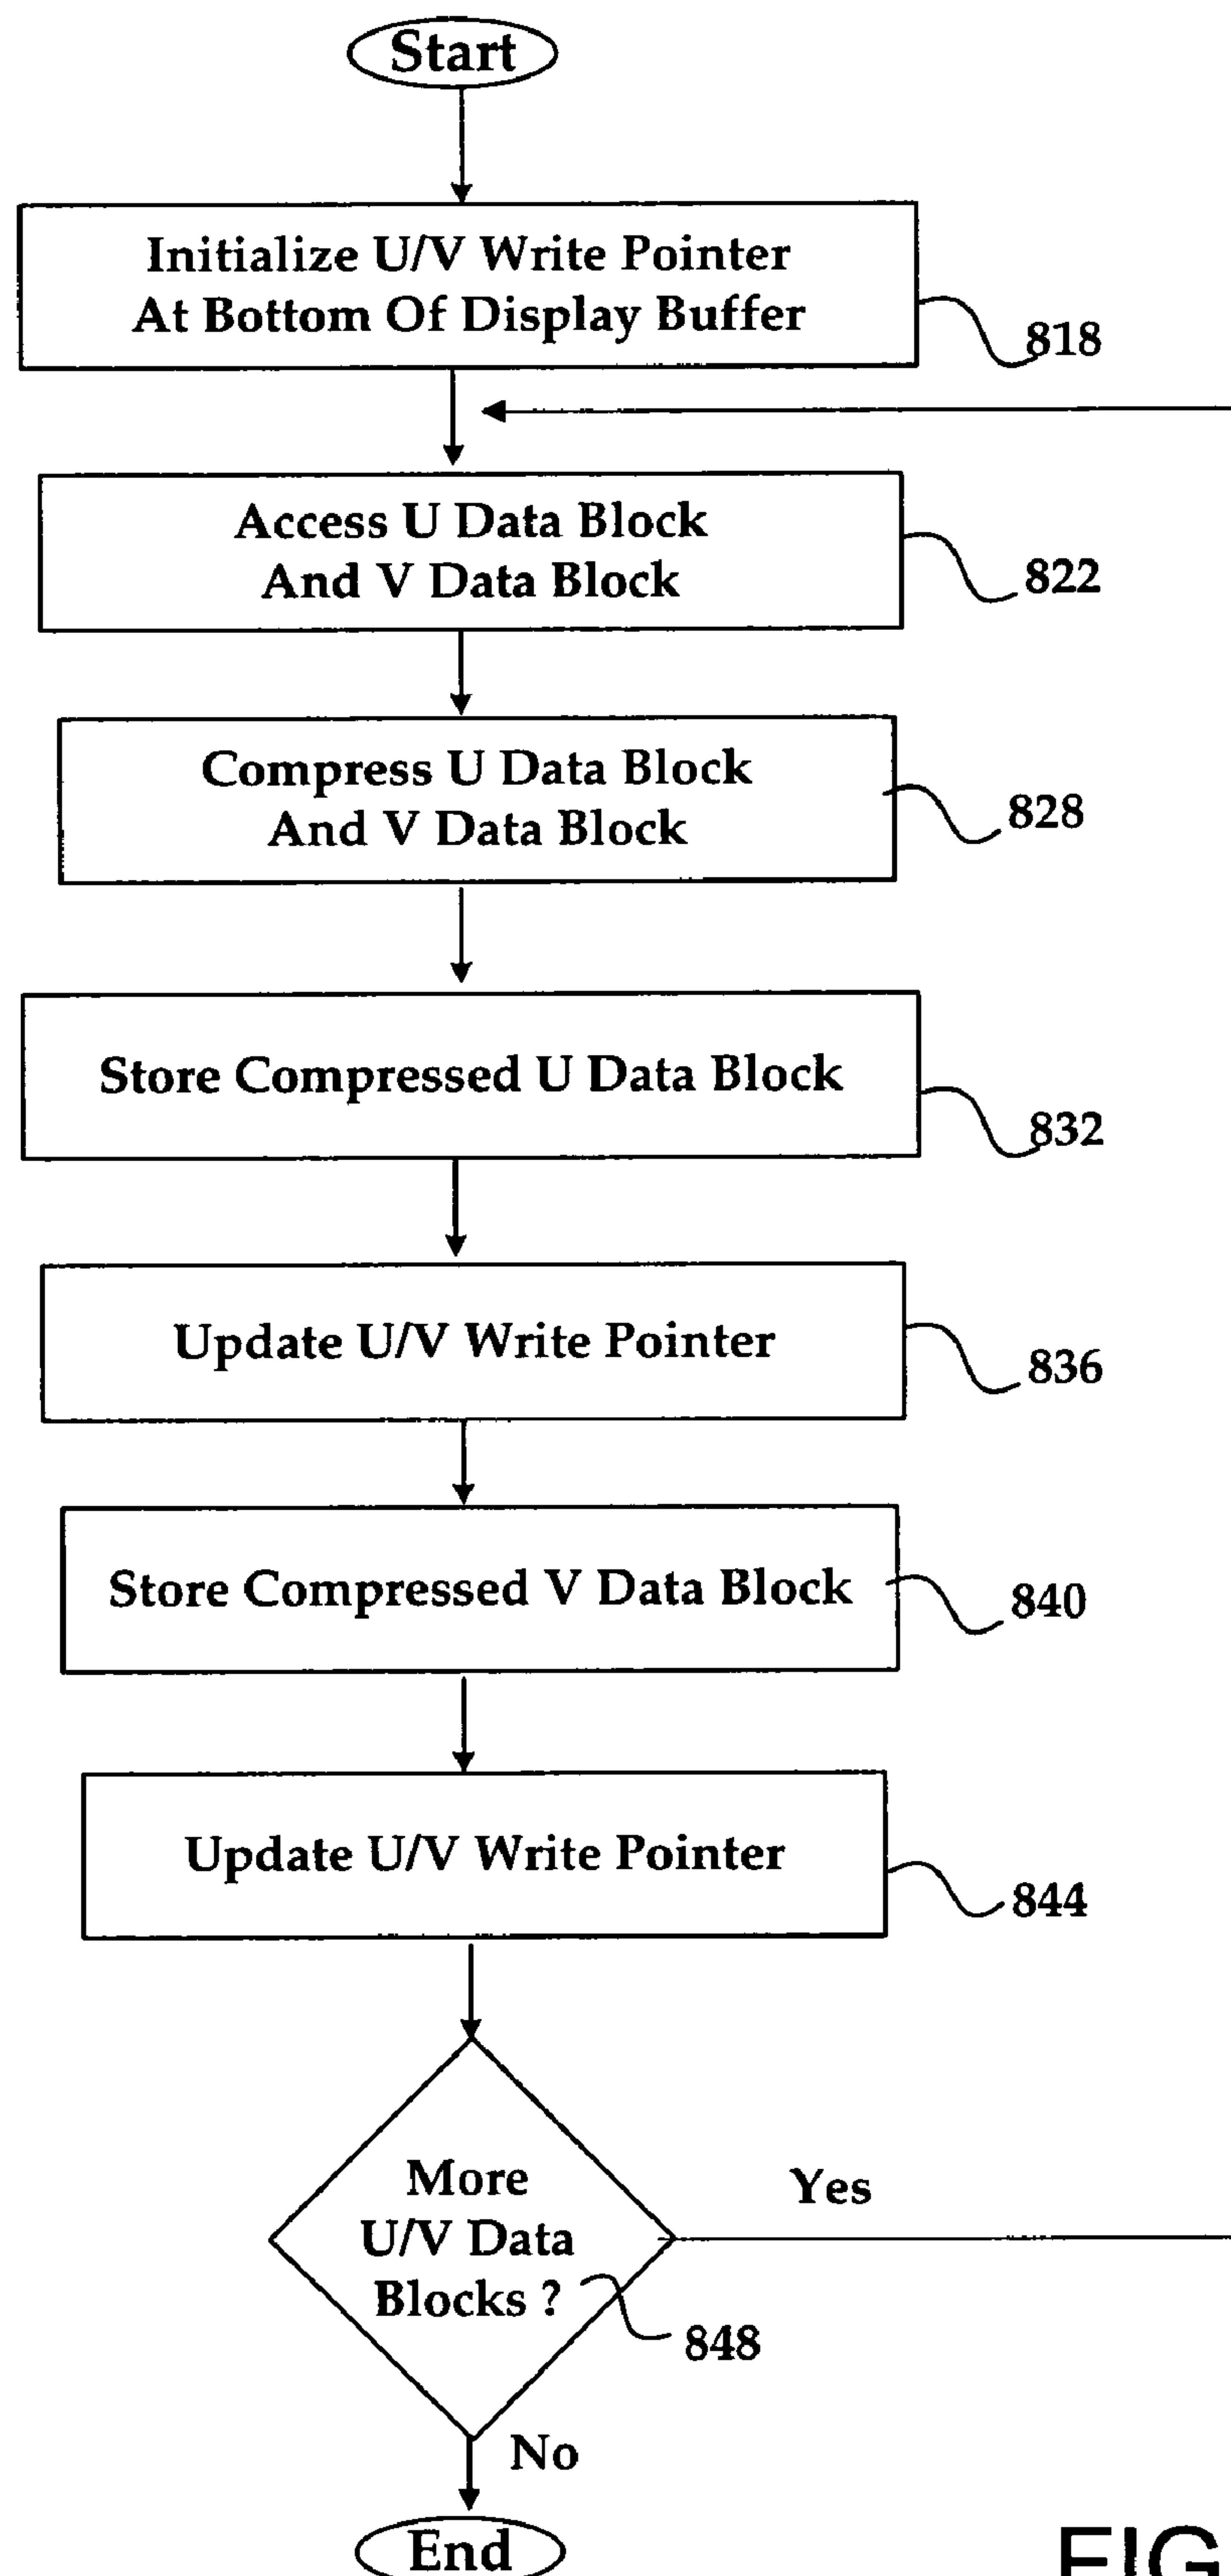 Start
Initialize U/V Write Pointer
At Bottom Of Display Buffer
818
Access U Data Block
And V Data Block
822
Compress U Data Block
And V Data Block
828
Store Compressed U Data Block
832
Update U/V Write Pointer
836
Store Compressed V Data Block
840
Update U/V Write Pointer
844
More
U/V Data
Blocks ?
848
Yes
No
End
FIG